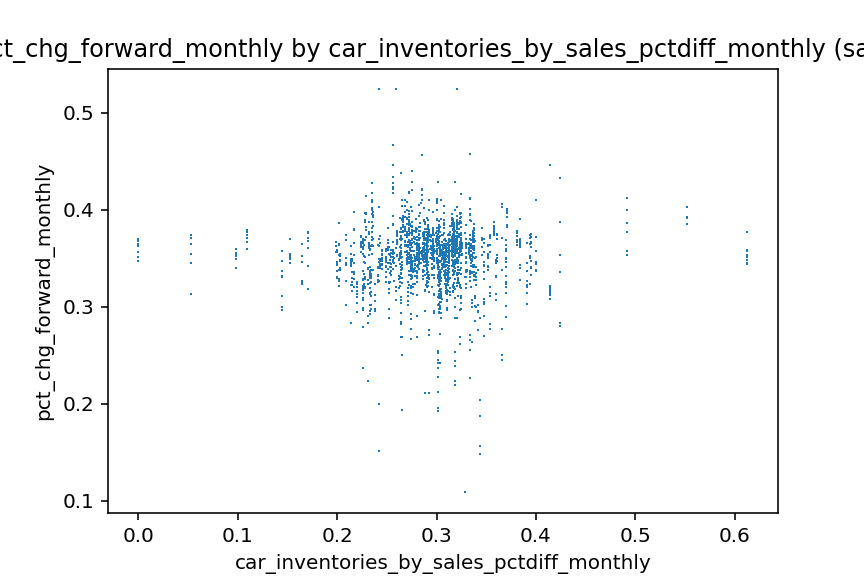 ct_chg_forward_monthly by car_inventories_by_sales_pctdiff_monthly (sa
0.5
0.4
0.3
0.2
0.1
pct_chg_forward_monthly
0.0 0.1 0.2 0.3 0.4 0.5 0.6
car_inventories_by_sales_pctdiff_monthly